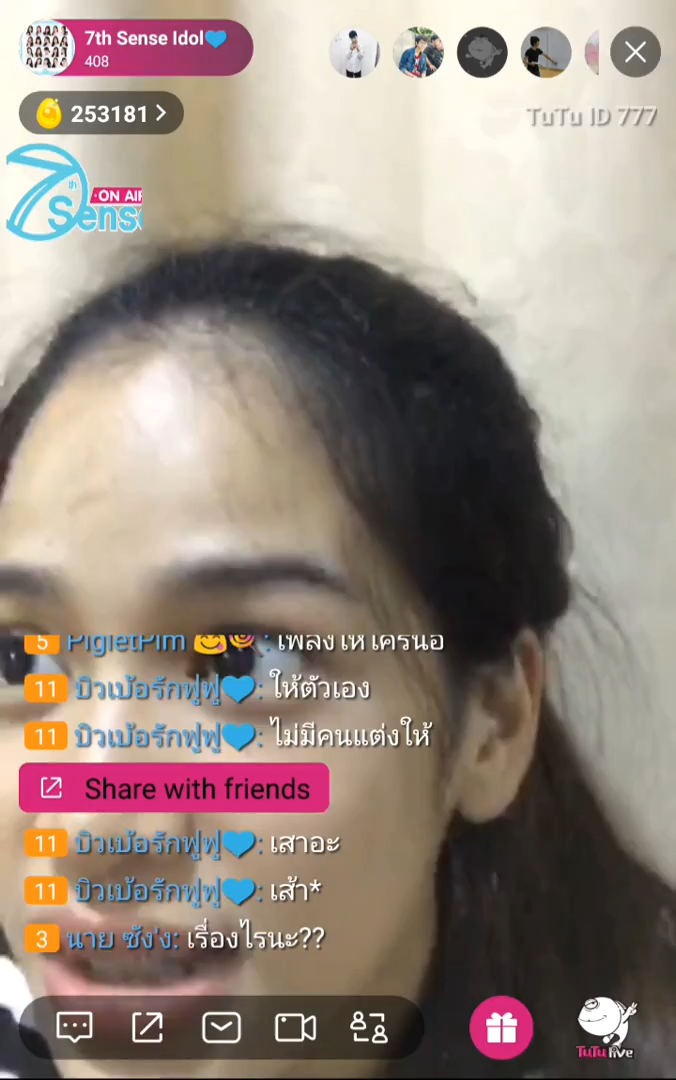 7th Sense Idol💙
408
253181
TuTu ID 777
7th Sense
ON AIR
5 PigletPim 😋🍭: เพลงให้ใครนอ
11 บิวเบ้อรักฟูฟู💙: ให้ตัวเอง
11 บิวเบ้อรักฟูฟู💙: ไม่มีคนแต่งให้
Share with friends
11 บิวเบ้อรักฟูฟู💙: เสาอะ
11 บิวเบ้อรักฟูฟู💙: เส้า*
3 นาย ซัง'ง: เรื่องไรนะ??
TuTu live